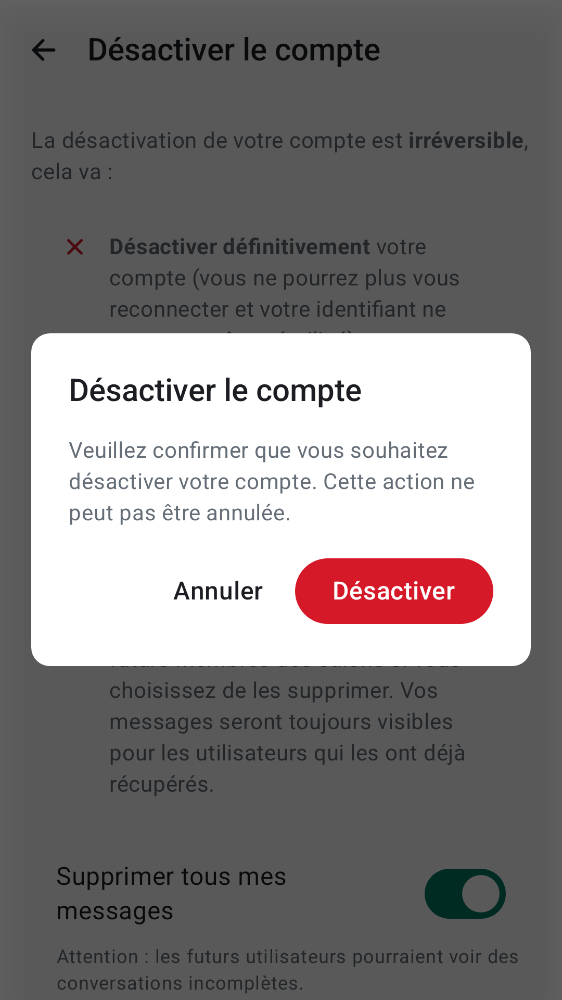 Désactiver le compte
La désactivation de votre compte est irréversible,
cela va :
Désactiver définitivement votre
compte (vous ne pourrez plus vous
reconnecter et votre identifiant ne
Désactiver le compte
Veuillez confirmer que vous souhaitez
désactiver votre compte. Cette action ne
peut pas être annulée.
Annuler
Désactiver
choisissez de les supprimer. Vos
messages seront toujours visibles
pour les utilisateurs qui les ont déjà
récupérés.
Supprimer tous mes
messages
Attention : les futurs utilisateurs pourraient voir des
conversations incomplètes.